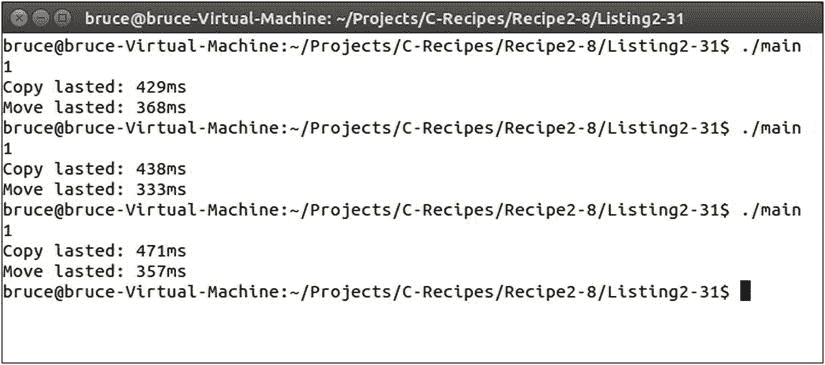 bruce@bruce-Virtual-Machine: ~/Projects/C-Recipes/Recipe2-8/Listing2-31
bruce@bruce-Virtual-Machine:~/Projects/C-Recipes/Recipe2-8/Listing2-31$ ./main
1
Copy lasted: 429ms
Move lasted: 368ms
bruce@bruce-Virtual-Machine:~/Projects/C-Recipes/Recipe2-8/Listing2-31$ ./main
1
Copy lasted: 438ms
Move lasted: 333ms
bruce@bruce-Virtual-Machine:~/Projects/C-Recipes/Recipe2-8/Listing2-31$ ./main
1
Copy lasted: 471ms
Move lasted: 357ms
bruce@bruce-Virtual-Machine:~/Projects/C-Recipes/Recipe2-8/Listing2-31$